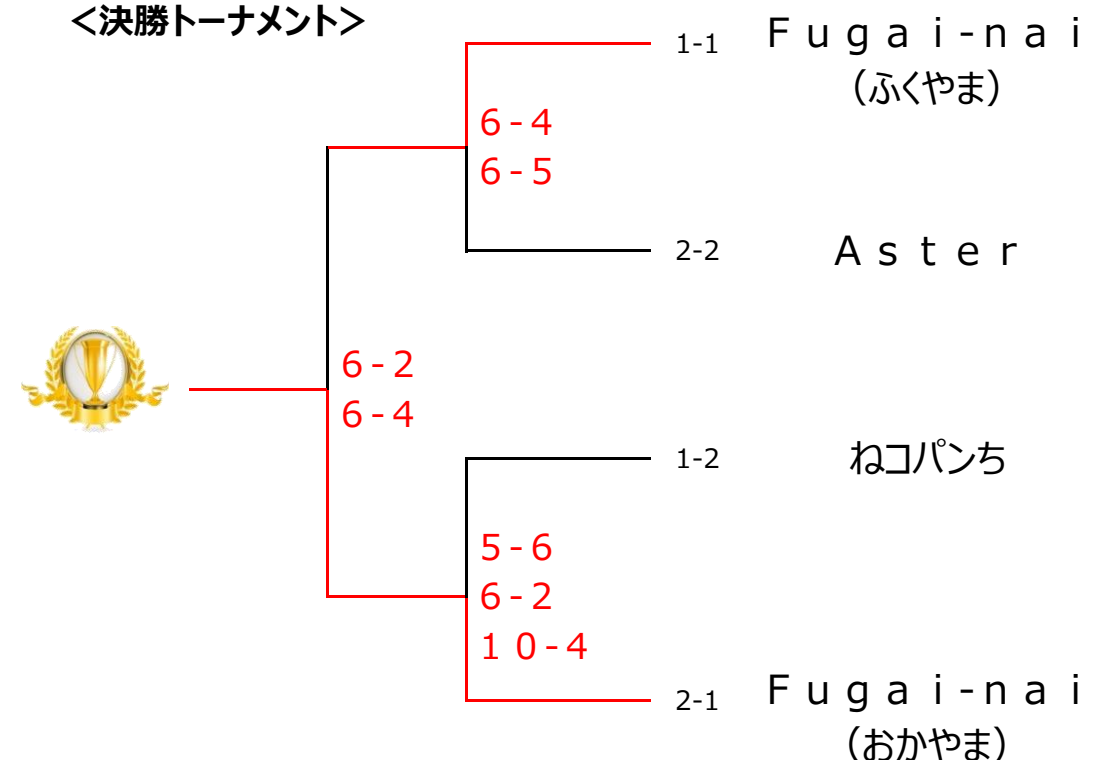 ＜決勝トーナメント＞
1-1 Ｆｕｇａｉ-ｎａｉ
（ふくやま）
６-４
６-５
2-2 Ａｓｔｅｒ
６-２
６-４
1-2 ねコパンち
５-６
６-２
１０-４
2-1 Ｆｕｇａｉ-ｎａｉ
（おかやま）